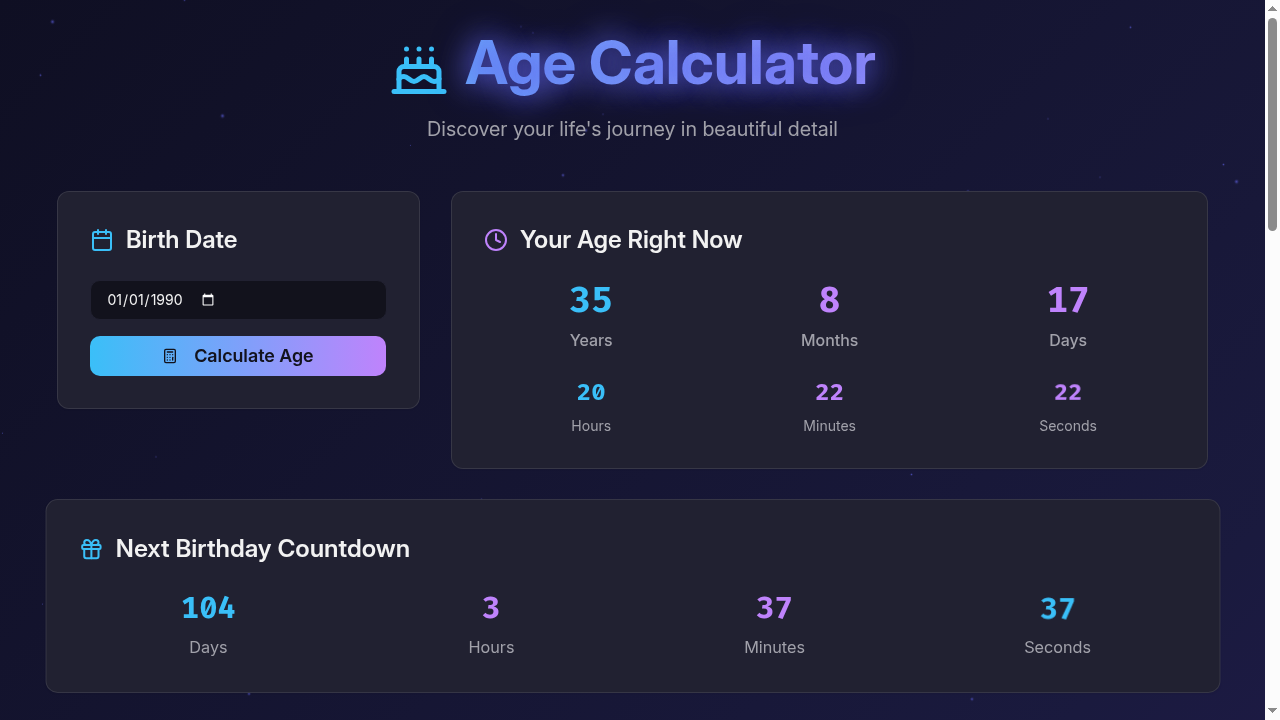 Age Calculator
Discover your life's journey in beautiful detail
Birth Date
01/01/1990
Calculate Age
Your Age Right Now
35
Years
8
Months
17
Days
20
Hours
22
Minutes
22
Seconds
Next Birthday Countdown
104
Days
3
Hours
37
Minutes
37
Seconds